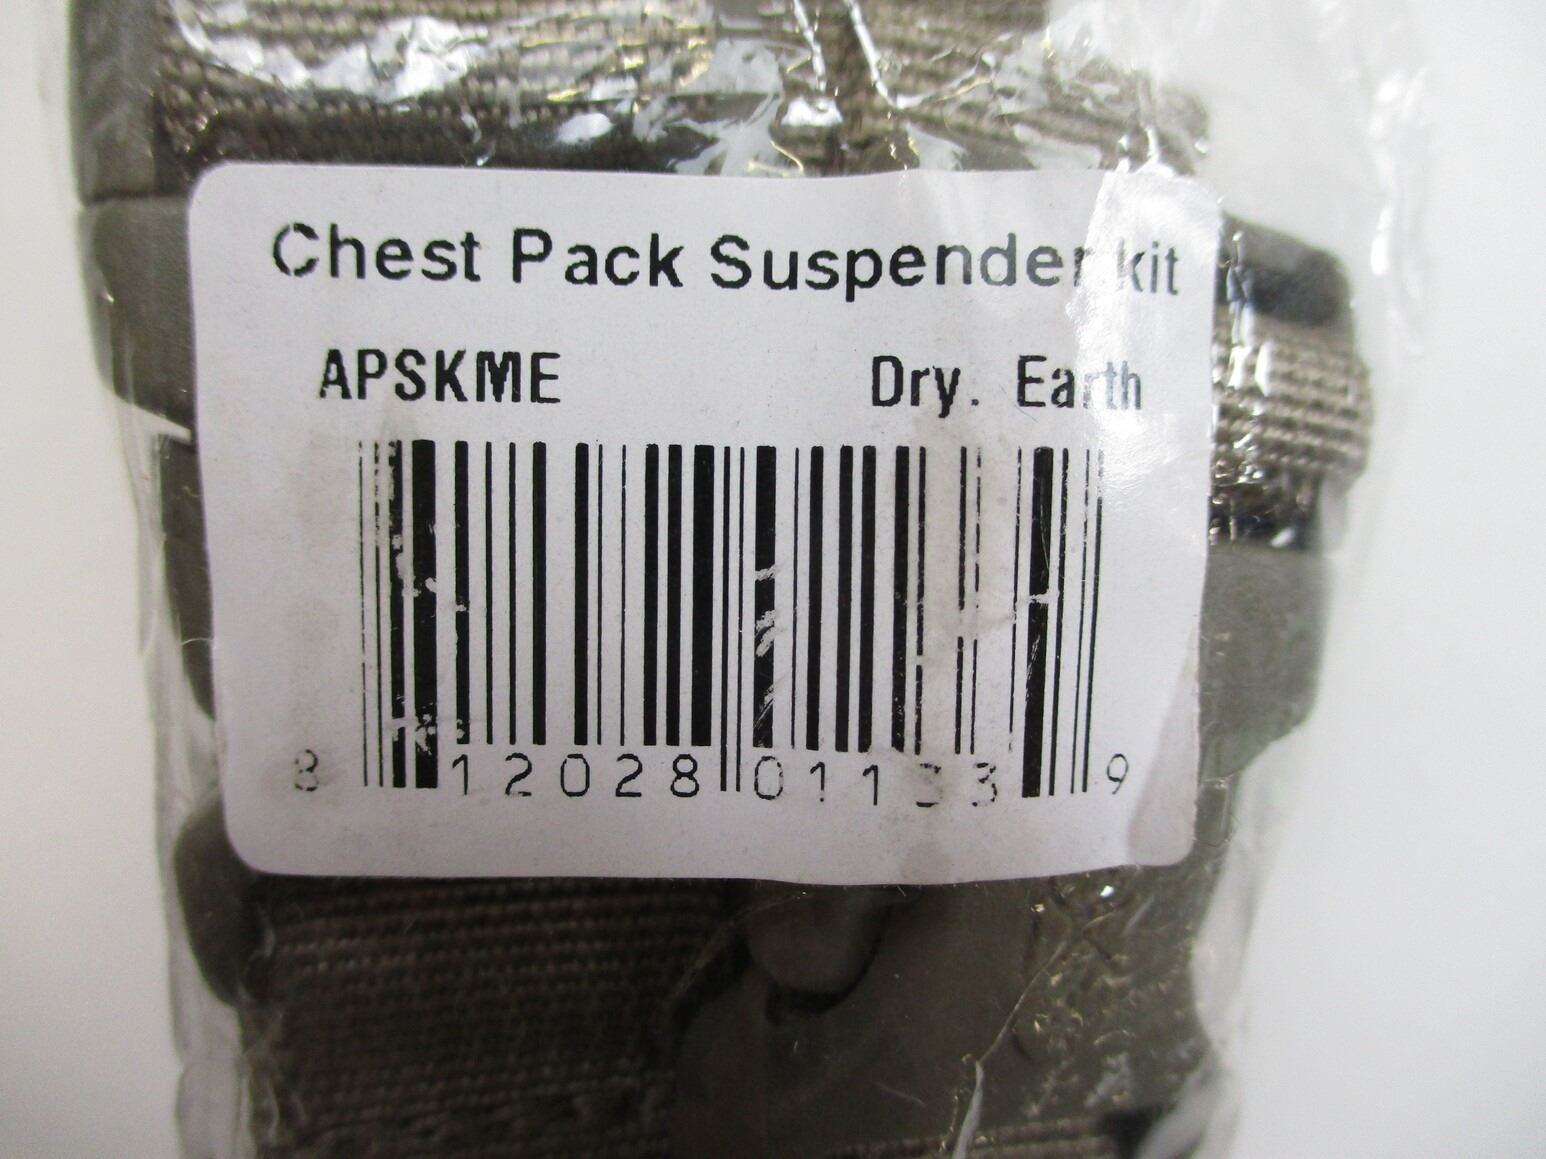 Chest Pack Suspender kit
APSKME Dry. Earth
8 12028 01133 9